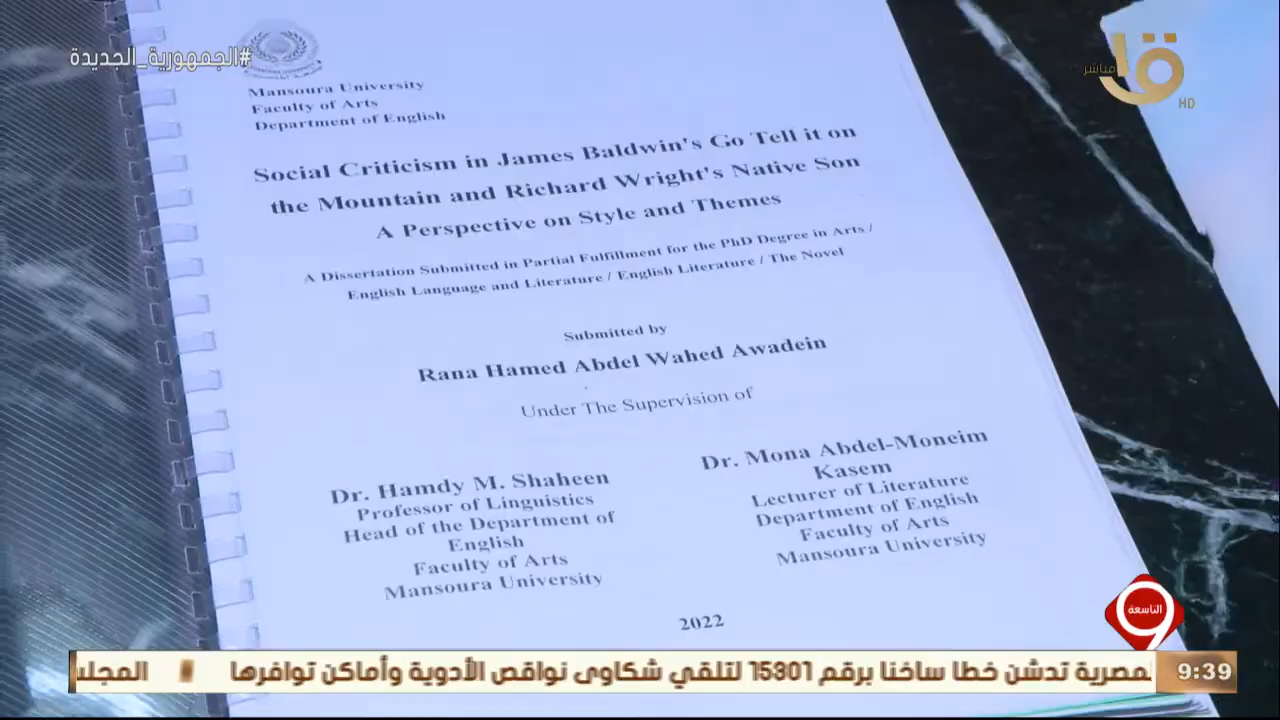 #الجمهورية_الجديدة
مباشر
HD
Mansoura University
Faculty of Arts
Department of English
Social Criticism in James Baldwin's Go Tell it on
the Mountain and Richard Wright's Native Son
A Perspective on Style and Themes
A Dissertation Submitted in Partial Fulfillment for the PhD Degree in Arts /
English Language and Literature / English Literature / The Novel
Submitted by
Rana Hamed Abdel Wahed Awadein
Under The Supervision of
Dr. Hamdy M. Shaheen
Professor of Linguistics
Head of the Department of
English
Faculty of Arts
Mansoura University
Dr. Mona Abdel-Moneim
Kasem
Lecturer of Literature
Department of English
Faculty of Arts
Mansoura University
2022
التاسعة
9
لمصرية تدشن خطا ساخنا برقم 15301 لتلقي شكاوى نواقص الأدوية وأماكن توافرها المجلس
9:39